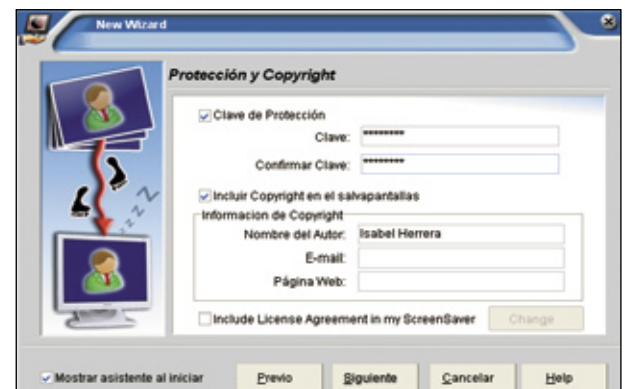 New Wizard
Protección y Copyright
Clave de Protección
Clave: ********
Confirmar Clave: ********
Incluir Copyright en el salvapantallas
Informacion de Copyright
Nombre del Autor: Isabel Herrera
E-mail:
Página Web:
Include License Agreement in my ScreenSaver Change
zzzZ
Mostrar asistente al iniciar Previo Siguiente Cancelar Help